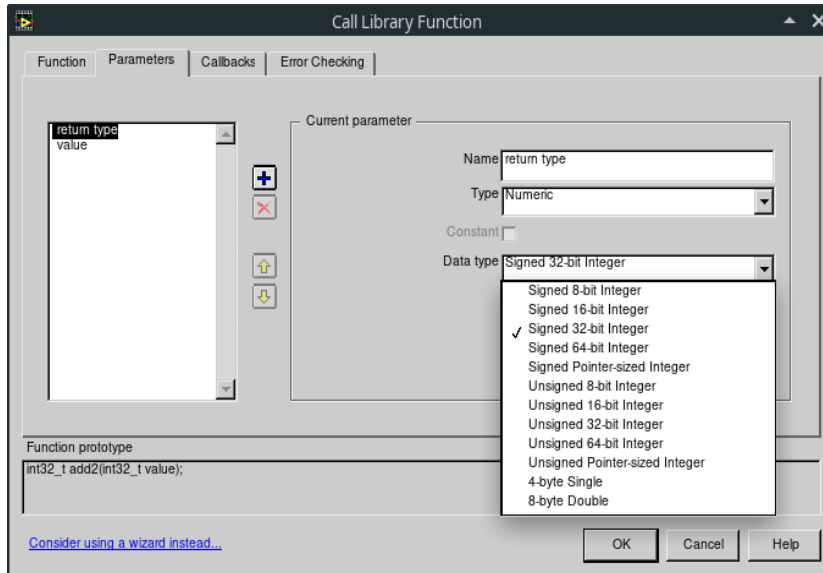 Call Library Function
Function
Parameters
Callbacks
Error Checking
return type
value
Current parameter
Name return type
Type Numeric
Constant
Data type Signed 32-bit Integer
Signed 8-bit Integer
Signed 16-bit Integer
Signed 32-bit Integer
Signed 64-bit Integer
Signed Pointer-sized Integer
Unsigned 8-bit Integer
Unsigned 16-bit Integer
Unsigned 32-bit Integer
Unsigned 64-bit Integer
Unsigned Pointer-sized Integer
4-byte Single
8-byte Double
Function prototype
int32_t add2(int32_t value);
Consider using a wizard instead...
OK
Cancel
Help